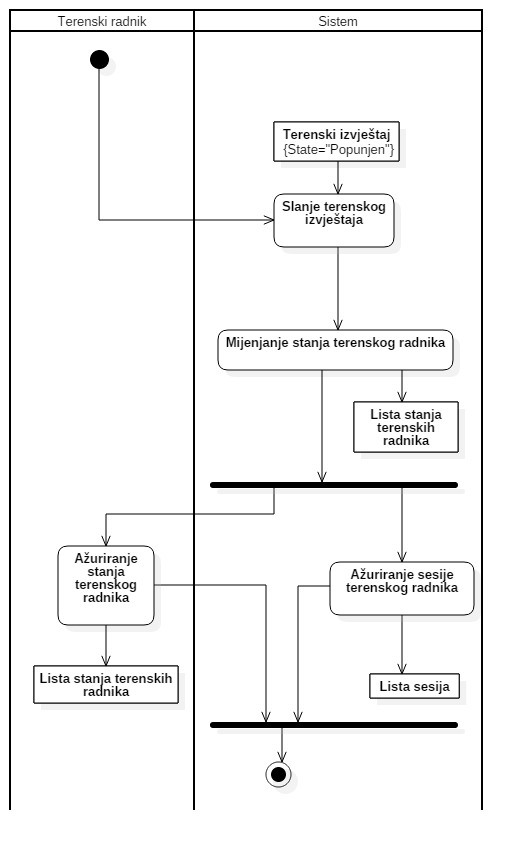 Terenski radnik
Sistem
Terenski izvještaj
{State="Popunjen"}
Slanje terenskog
izvještaja
Mijenjanje stanja terenskog radnika
Lista stanja
terenskih
radnika
Ažuriranje
stanja
terenskog
radnika
Ažuriranje sesije
terenskog radnika
Lista stanja terenskih
radnika
Lista sesija